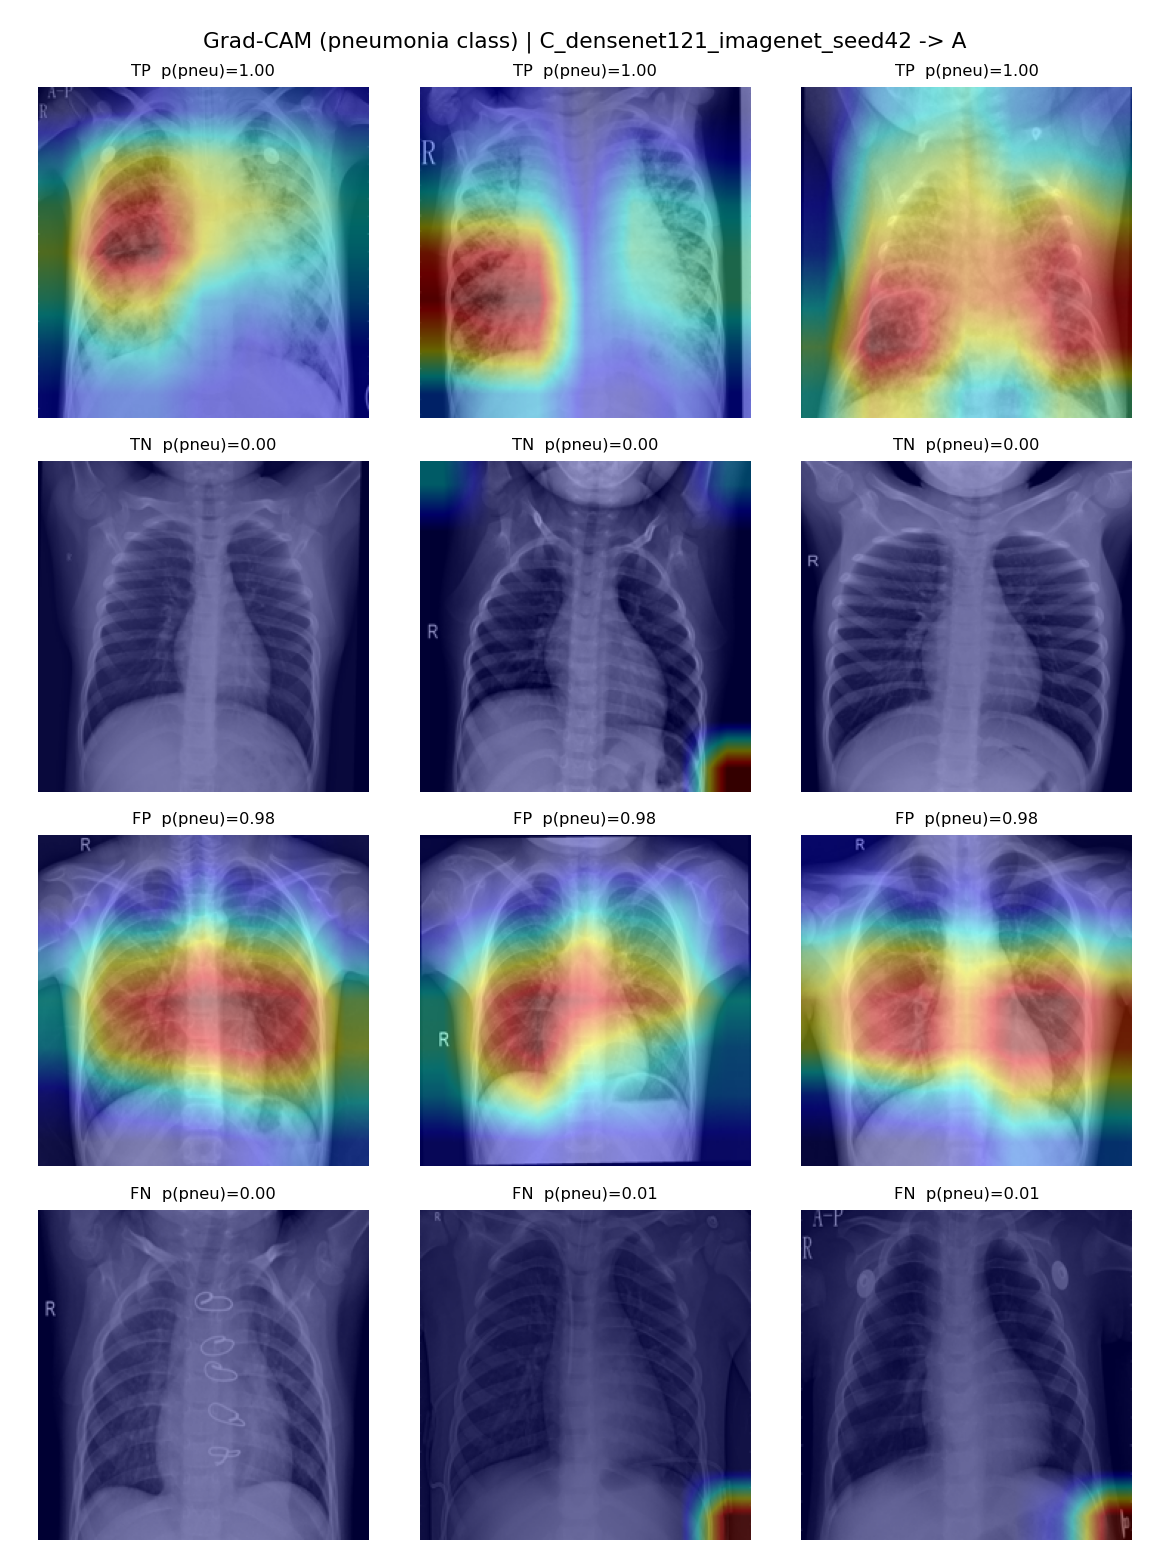 Grad-CAM (pneumonia class) | C_densenet121_imagenet_seed42 -> A
TP p(pneu)=1.00
TP p(pneu)=1.00
TP p(pneu)=1.00
A-P
R
R
TN p(pneu)=0.00
TN p(pneu)=0.00
TN p(pneu)=0.00
R
R
FP p(pneu)=0.98
FP p(pneu)=0.98
FP p(pneu)=0.98
R
R
R
FN p(pneu)=0.00
FN p(pneu)=0.01
FN p(pneu)=0.01
R
R
A-P
R